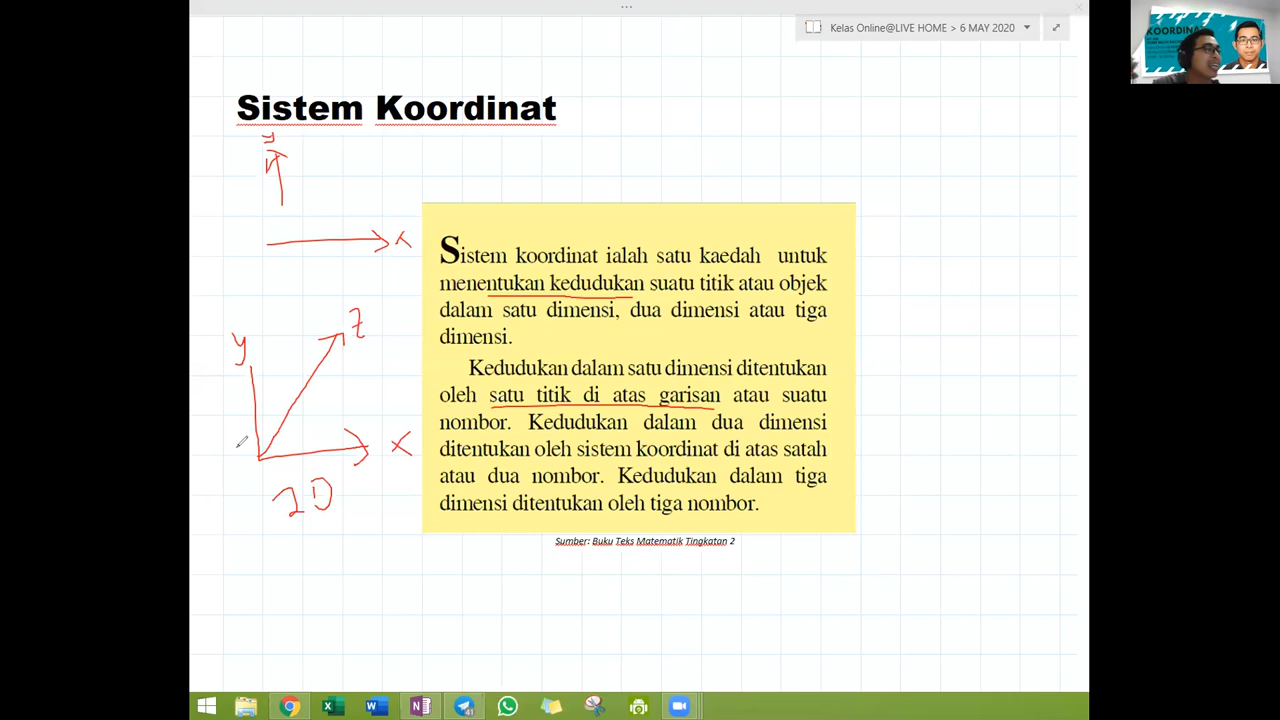 Kelas Online@LIVE HOME > 6 MAY 2020
KOORDINAT
Sistem Koordinat
y
x
Sistem koordinat ialah satu kaedah untuk
menentukan kedudukan suatu titik atau objek
dalam satu dimensi, dua dimensi atau tiga
dimensi.
Kedudukan dalam satu dimensi ditentukan
oleh satu titik di atas garisan atau suatu
nombor. Kedudukan dalam dua dimensi
ditentukan oleh sistem koordinat di atas satah
atau dua nombor. Kedudukan dalam tiga
dimensi ditentukan oleh tiga nombor.
z
y
x
2D
Sumber: Buku Teks Matematik Tingkatan 2